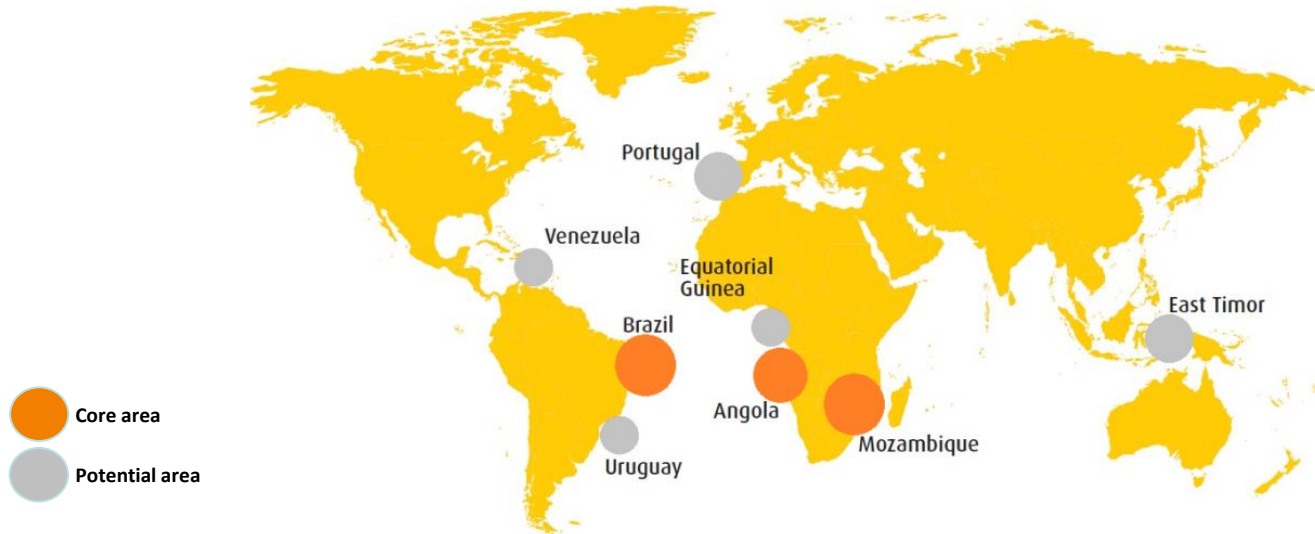 Portugal
Venezuela
Equatorial
Guinea
East Timor
Brazil
Angola
Mozambique
Uruguay
Core area
Potential area